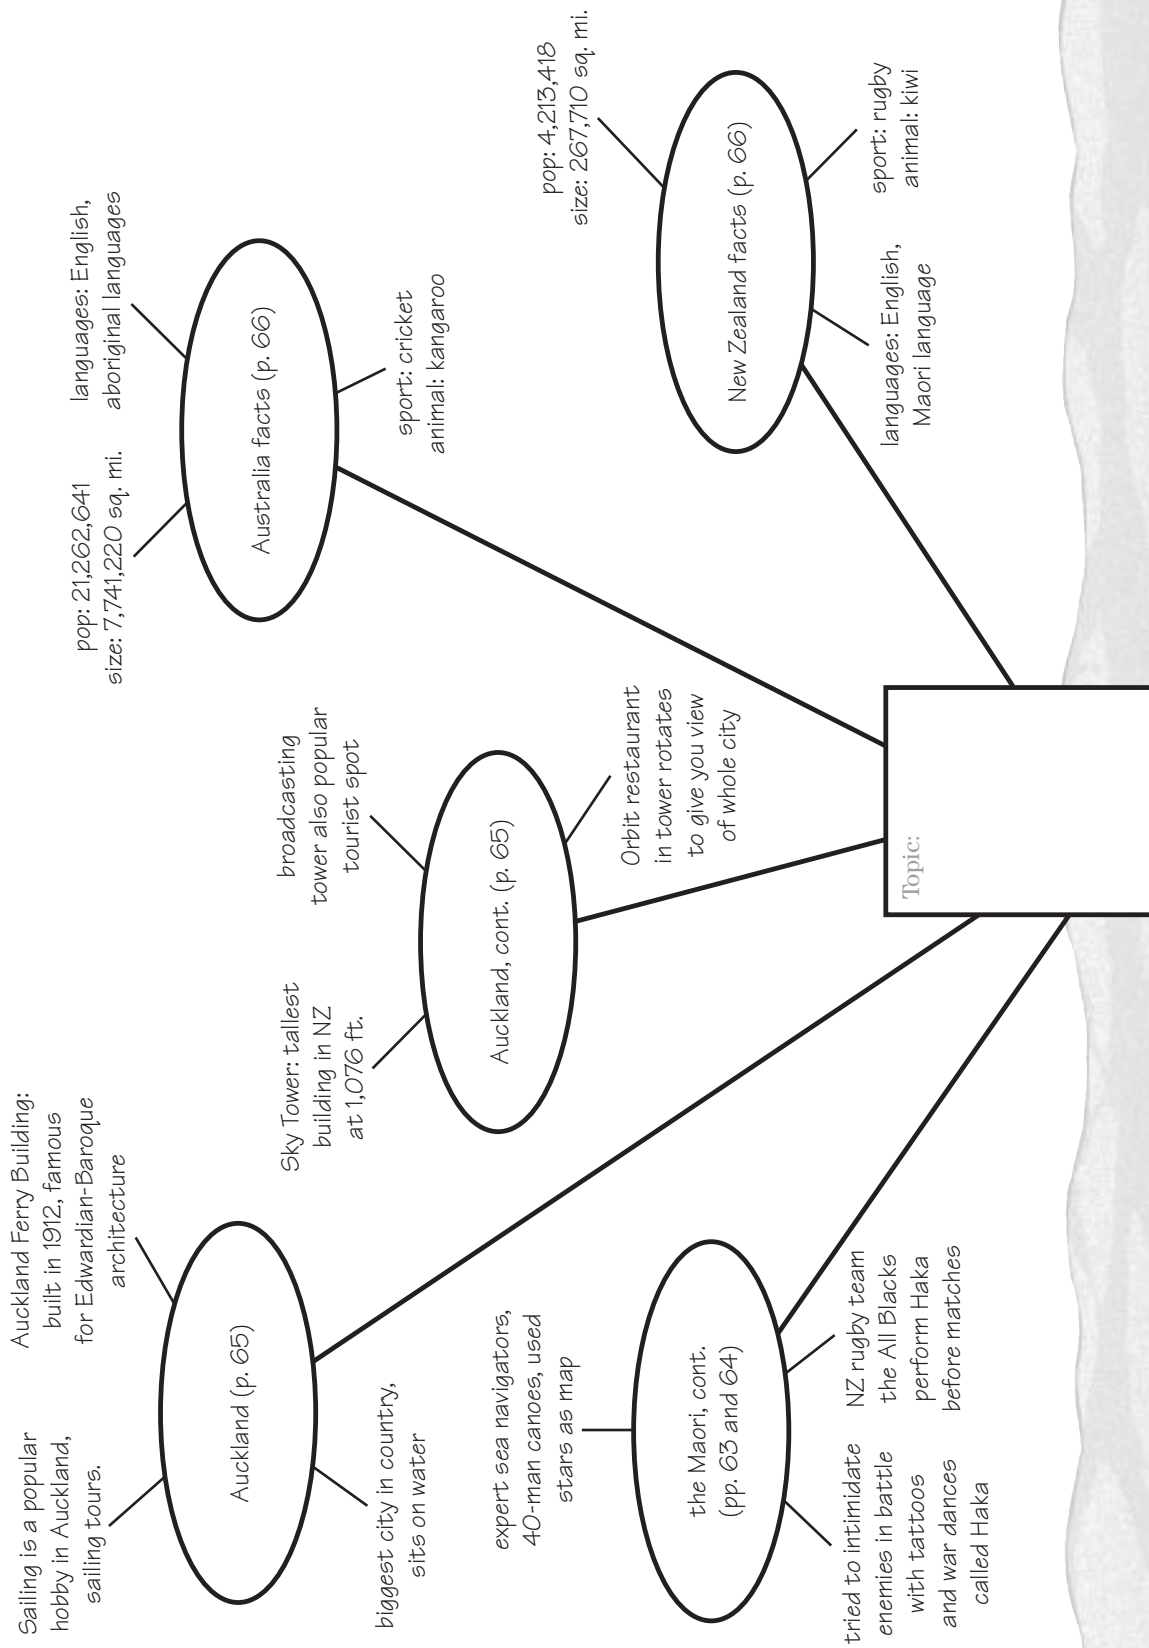 Sailing is a popular
hobby in Auckland,
sailing tours.
Auckland Ferry Building:
built in 1912, famous
for Edwardian-Baroque
architecture
Auckland (p. 65)
biggest city in country,
sits on water
Sky Tower: tallest
building in NZ
at 1,076 ft.
broadcasting
tower also popular
tourist spot
Auckland, cont. (p. 65)
Orbit restaurant
in tower rotates
to give you view
of whole city
pop: 21,262,641
size: 7,741,220 sq. mi.
languages: English,
aboriginal languages
Australia facts (p. 66)
sport: cricket
animal: kangaroo
expert sea navigators,
40-man canoes, used
stars as map
the Maori, cont.
(pp. 63 and 64)
tried to intimidate
enemies in battle
with tattoos
and war dances
called Haka
NZ rugby team
the All Blacks
perform Haka
before matches
pop: 4,213,418
size: 267,710 sq. mi.
New Zealand facts (p. 66)
languages: English,
Maori language
sport: rugby
animal: kiwi
Topic: